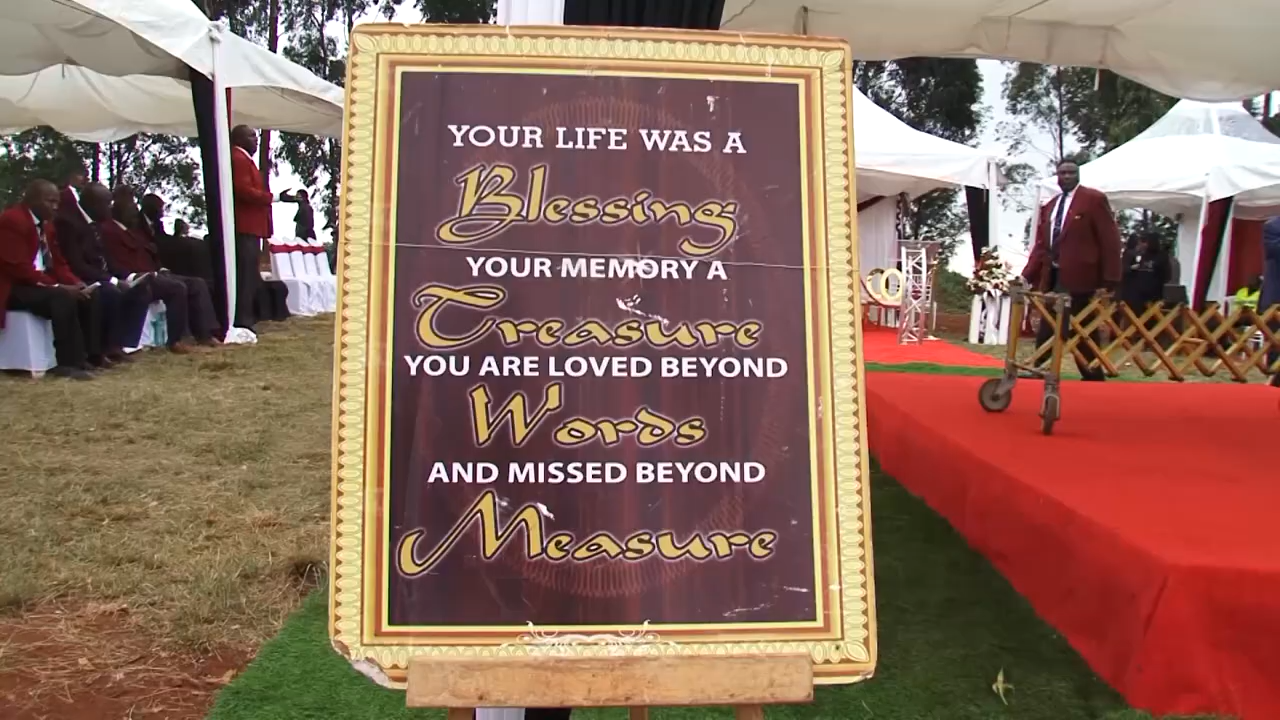 YOUR LIFE WAS A
Blessing
YOUR MEMORY A
Treasure
YOU ARE LOVED BEYOND
Words
AND MISSED BEYOND
Measure